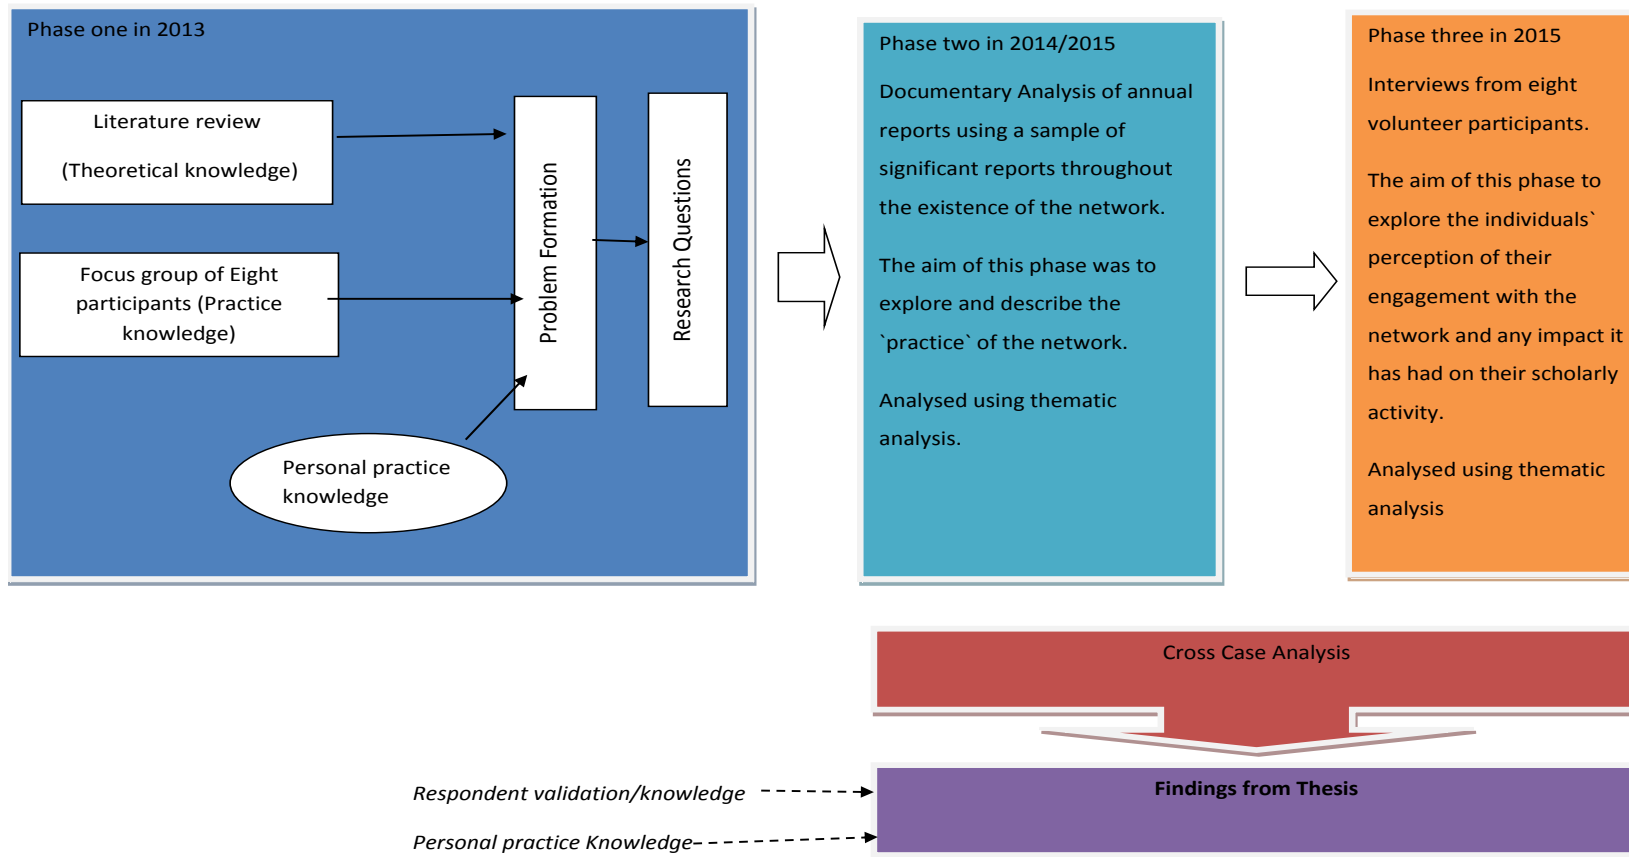 Phase one in 2013
Literature review
(Theoretical knowledge)
Focus group of Eight
participants (Practice
knowledge)
Personal practice
knowledge
Problem Formation
Research Questions
Phase two in 2014/2015
Documentary Analysis of annual
reports using a sample of
significant reports throughout
the existence of the network.
The aim of this phase was to
explore and describe the
`practice` of the network.
Analysed using thematic
analysis.
Phase three in 2015
Interviews from eight
volunteer participants.
The aim of this phase to
explore the individuals`
perception of their
engagement with the
network and any impact it
has had on their scholarly
activity.
Analysed using thematic
analysis
Cross Case Analysis
Findings from Thesis
Respondent validation/knowledge
Personal practice Knowledge